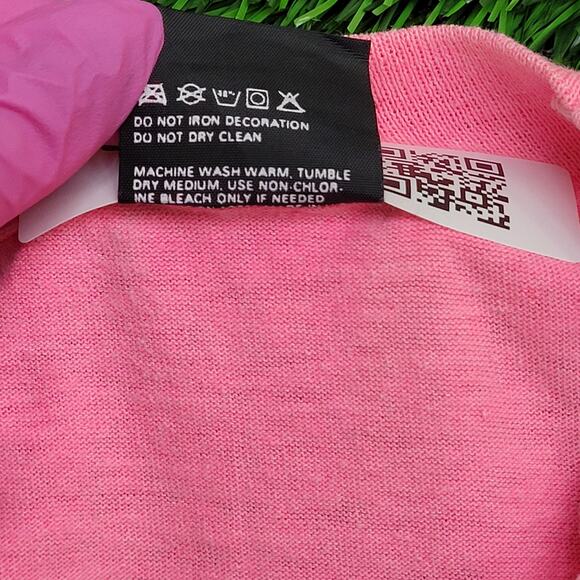 DO NOT IRON DECORATION
DO NOT DRY CLEAN
MACHINE WASH WARM, TUMBLE
DRY MEDIUM, USE NON-CHLOR-
INE BLEACH ONLY IF NEEDED